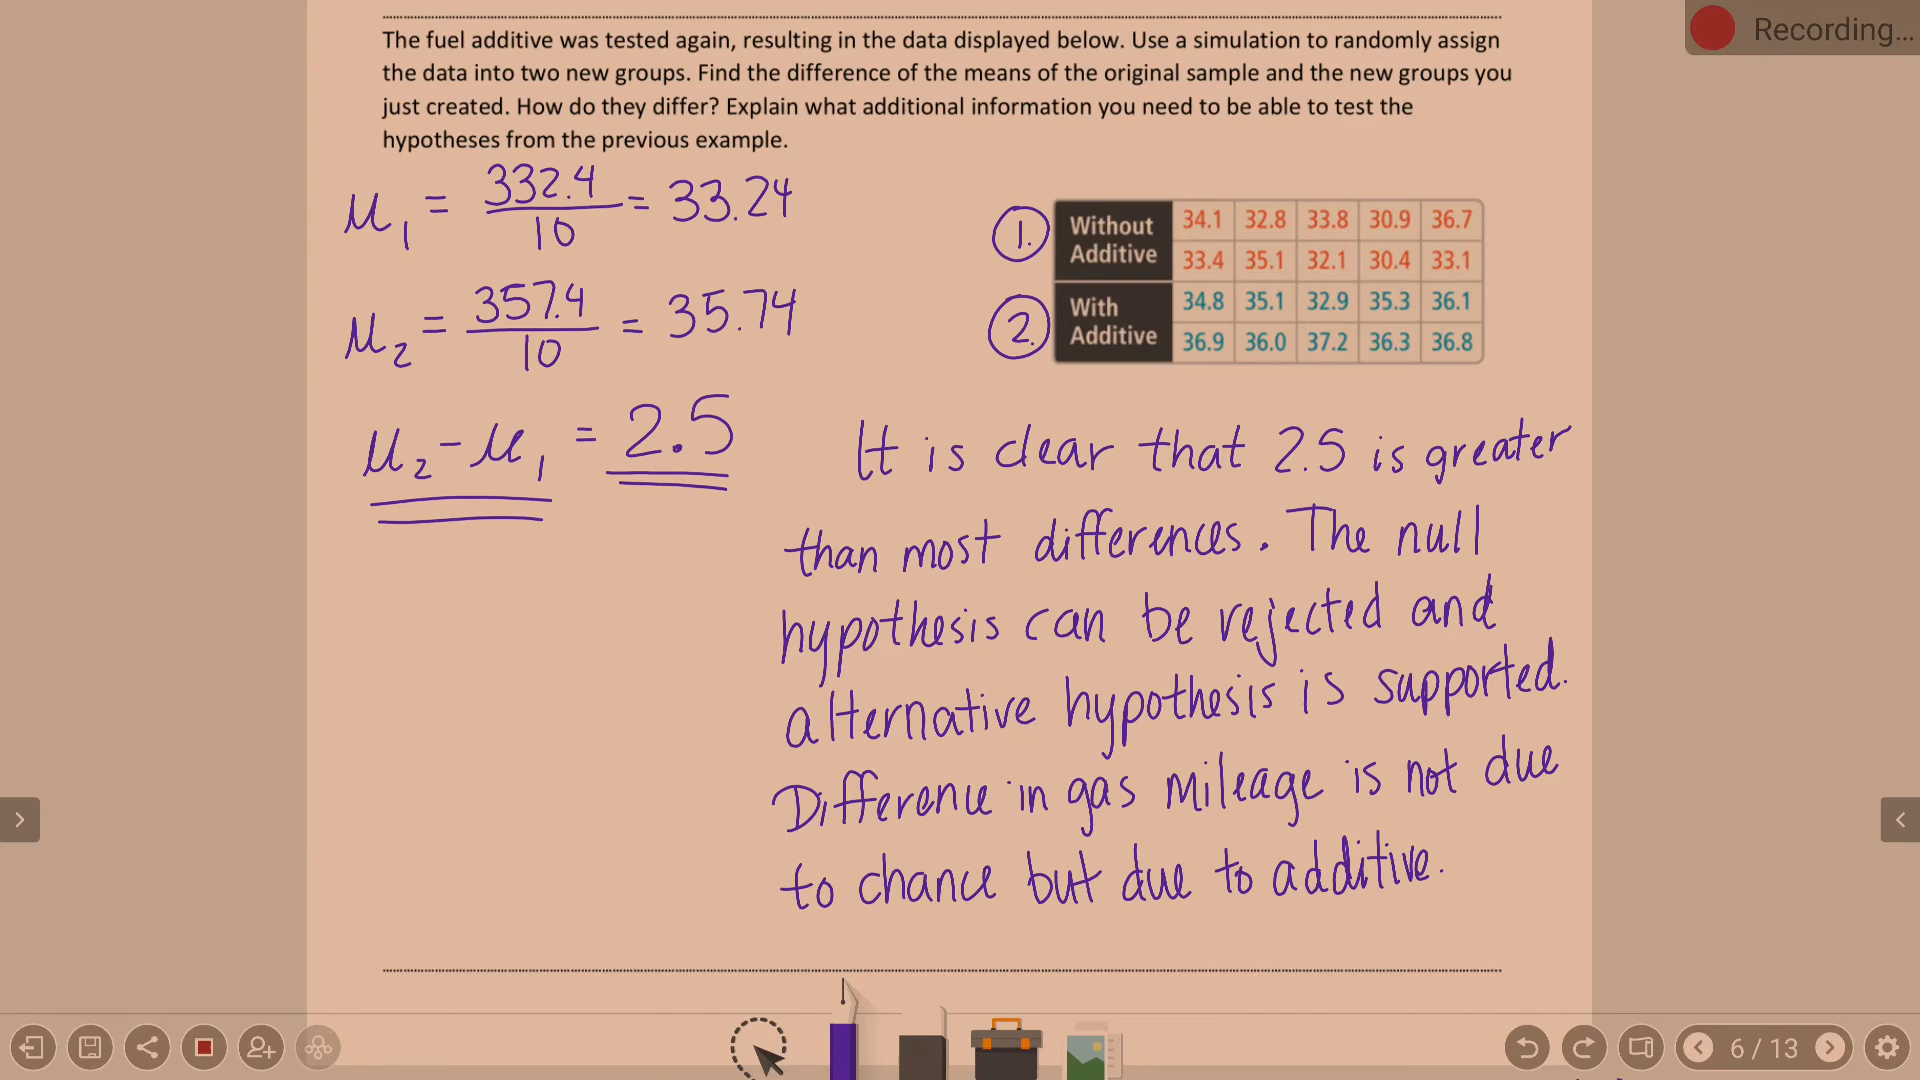 Recording...
The fuel additive was tested again, resulting in the data displayed below. Use a simulation to randomly assign
the data into two new groups. Find the difference of the means of the original sample and the new groups you
just created. How do they differ? Explain what additional information you need to be able to test the
hypotheses from the previous example.
μ₁ = 332.4/10 = 33.24
μ₂ = 357.4/10 = 35.74
μ₂ - μ₁ = 2.5
1. Without Additive 34.1 32.8 33.8 30.9 36.7
33.4 35.1 32.1 30.4 33.1
2. With Additive 34.8 35.1 32.9 35.3 36.1
36.9 36.0 37.2 36.3 36.8
It is clear that 2.5 is greater
than most differences. The null
hypothesis can be rejected and
alternative hypothesis is supported.
Difference in gas mileage is not due
to chance but due to additive.
6 / 13